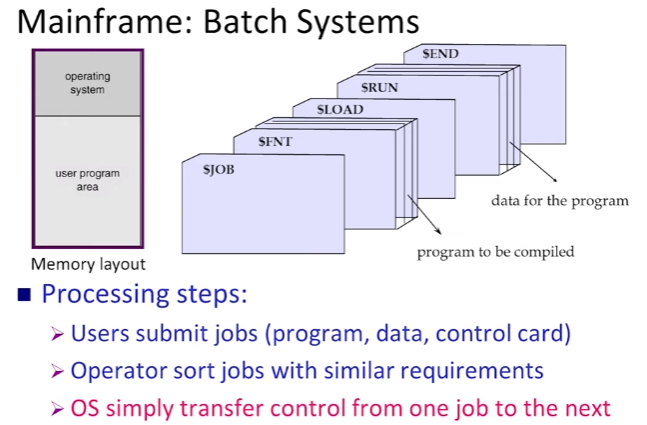 Mainframe: Batch Systems
operating
system
user program
area
Memory layout
$END
$RUN
$LOAD
$FNT
$JOB
data for the program
program to be compiled
Processing steps:
Users submit jobs (program, data, control card)
Operator sort jobs with similar requirements
OS simply transfer control from one job to the next